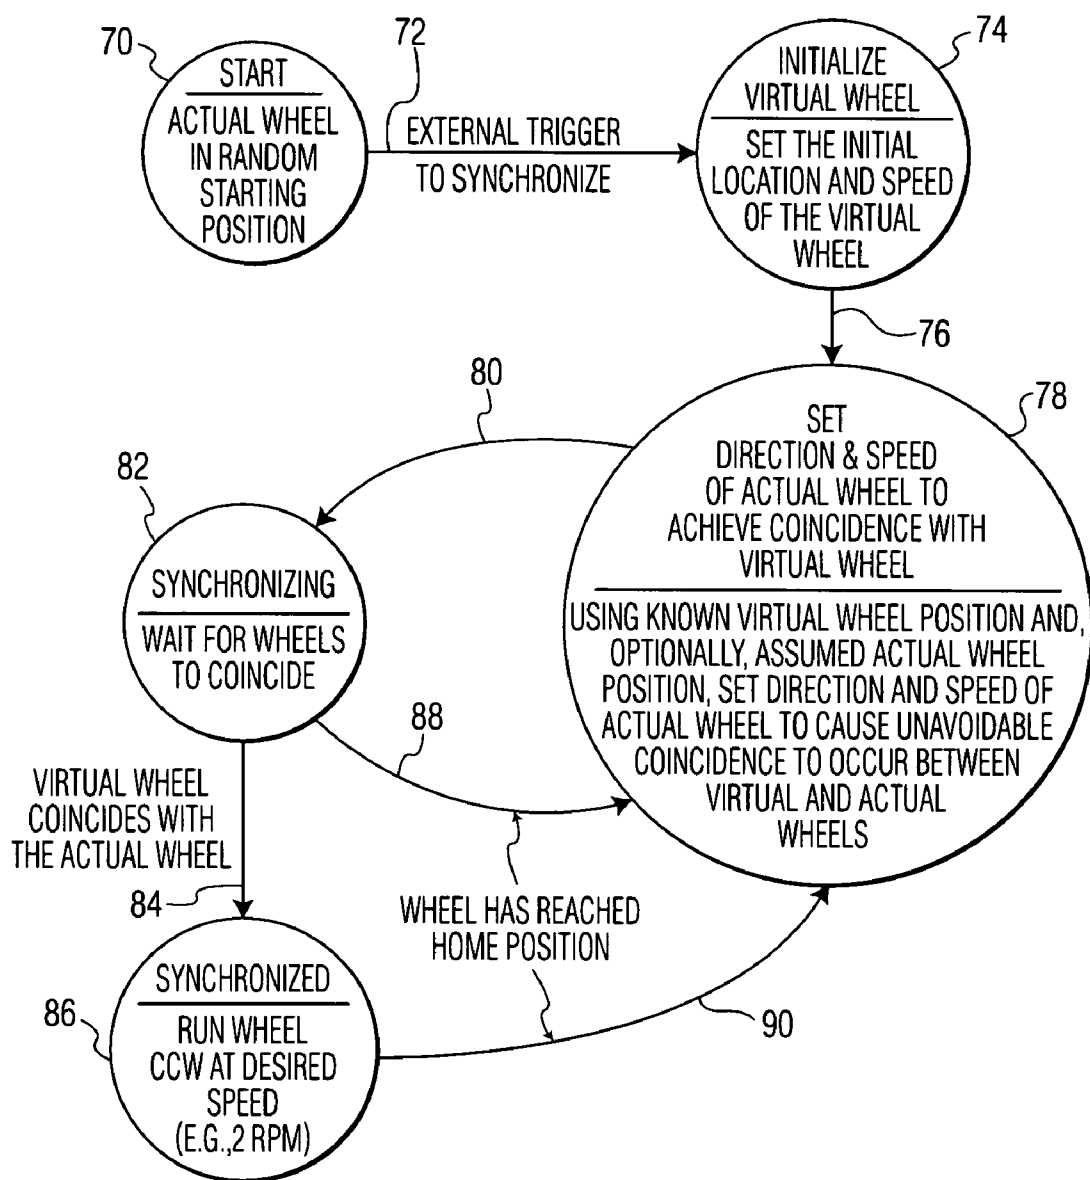 70
START
ACTUAL WHEEL
IN RANDOM
STARTING
POSITION
72
EXTERNAL TRIGGER
TO SYNCHRONIZE
74
INITIALIZE
VIRTUAL WHEEL
SET THE INITIAL
LOCATION AND SPEED
OF THE VIRTUAL
WHEEL
76
78
SET
DIRECTION & SPEED
OF ACTUAL WHEEL TO
ACHIEVE COINCIDENCE WITH
VIRTUAL WHEEL
USING KNOWN VIRTUAL WHEEL POSITION AND,
OPTIONALLY, ASSUMED ACTUAL WHEEL
POSITION, SET DIRECTION AND SPEED OF
ACTUAL WHEEL TO CAUSE UNAVOIDABLE
COINCIDENCE TO OCCUR BETWEEN
VIRTUAL AND ACTUAL
WHEELS
80
82
SYNCHRONIZING
WAIT FOR WHEELS
TO COINCIDE
88
VIRTUAL WHEEL
COINCIDES WITH
THE ACTUAL WHEEL
84
WHEEL HAS REACHED
HOME POSITION
86
SYNCHRONIZED
RUN WHEEL
CCW AT DESIRED
SPEED
(E.G.,2 RPM)
90